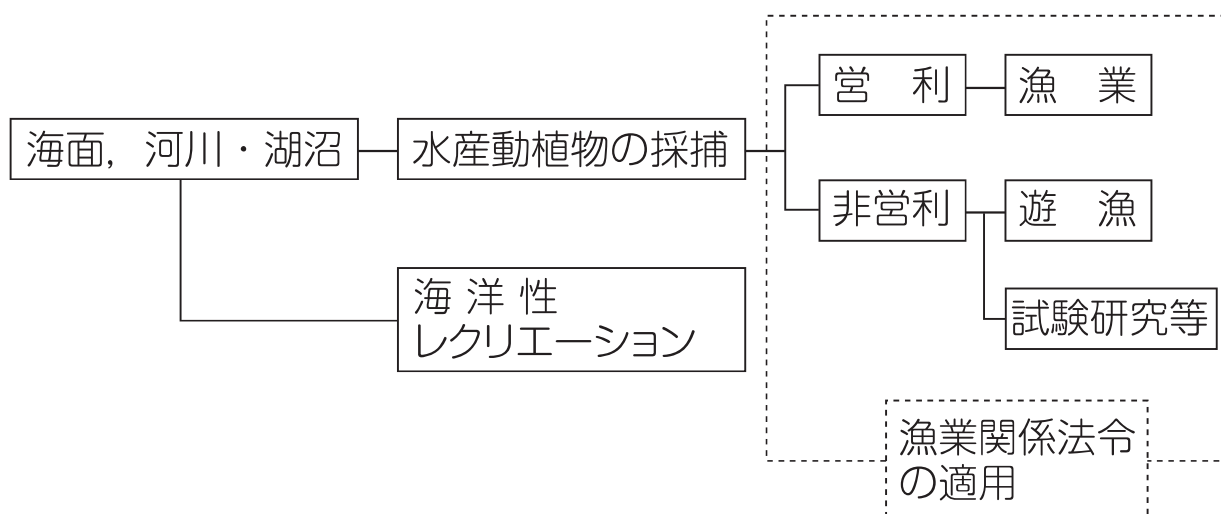 海面，河川・湖沼
水産動植物の採捕
営　利
漁　業
非営利
遊　漁
試験研究等
海 洋 性
レクリエーション
漁業関係法令
の適用